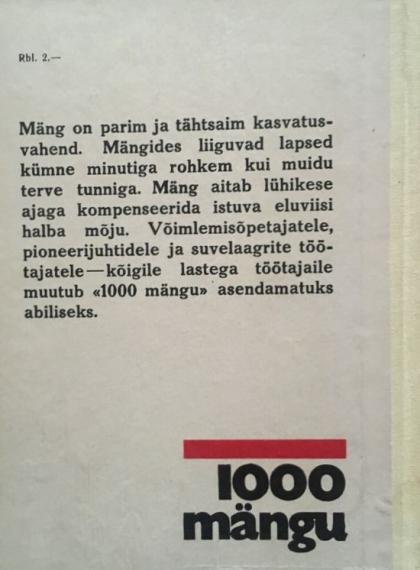 Rbl. 2.—
Mäng on parim ja tähtsaim kasvatus-
vahend. Mängides liiguvad lapsed
kümne minutiga rohkem kui muidu
terve tunniga. Mäng aitab lühikese
ajaga kompenseerida istuva eluviisi
halba mõju. Võimlemisõpetajatele,
pioneerijuhtidele ja suvelaagrite töö-
tajatele—kõigile lastega töötajaile
muutub «1000 mängu» asendamatuks
abiliseks.
1000
mängu